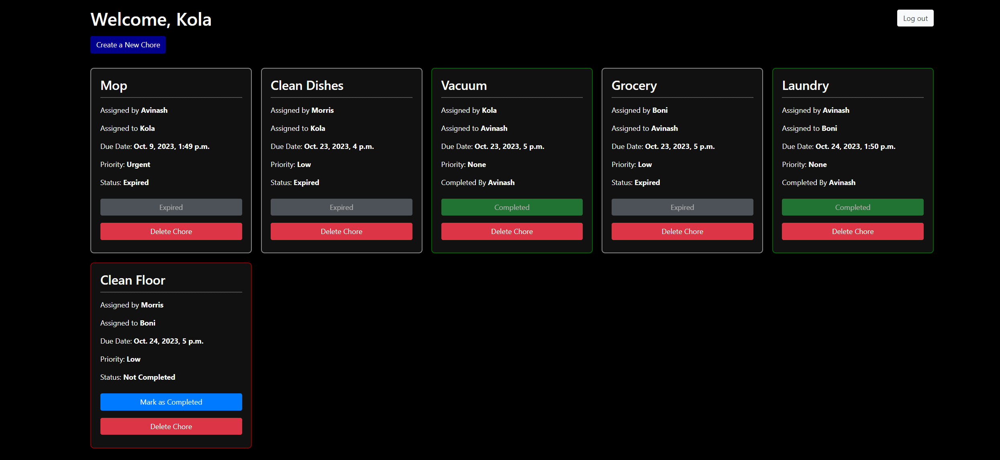 Welcome, Kola
Log out
Create a New Chore
Mop
Assigned by Avinash
Assigned to Kola
Due Date: Oct. 9, 2023, 1:49 p.m.
Priority: Urgent
Status: Expired
Expired
Delete Chore
Clean Dishes
Assigned by Morris
Assigned to Kola
Due Date: Oct. 23, 2023, 4 p.m.
Priority: Low
Status: Expired
Expired
Delete Chore
Vacuum
Assigned by Kola
Assigned to Avinash
Due Date: Oct. 23, 2023, 5 p.m.
Priority: None
Completed By Avinash
Completed
Delete Chore
Grocery
Assigned by Boni
Assigned to Avinash
Due Date: Oct. 23, 2023, 5 p.m.
Priority: Low
Status: Expired
Expired
Delete Chore
Laundry
Assigned by Avinash
Assigned to Boni
Due Date: Oct. 24, 2023, 1:50 p.m.
Priority: None
Completed By Avinash
Completed
Delete Chore
Clean Floor
Assigned by Morris
Assigned to Boni
Due Date: Oct. 24, 2023, 5 p.m.
Priority: Low
Status: Not Completed
Mark as Completed
Delete Chore